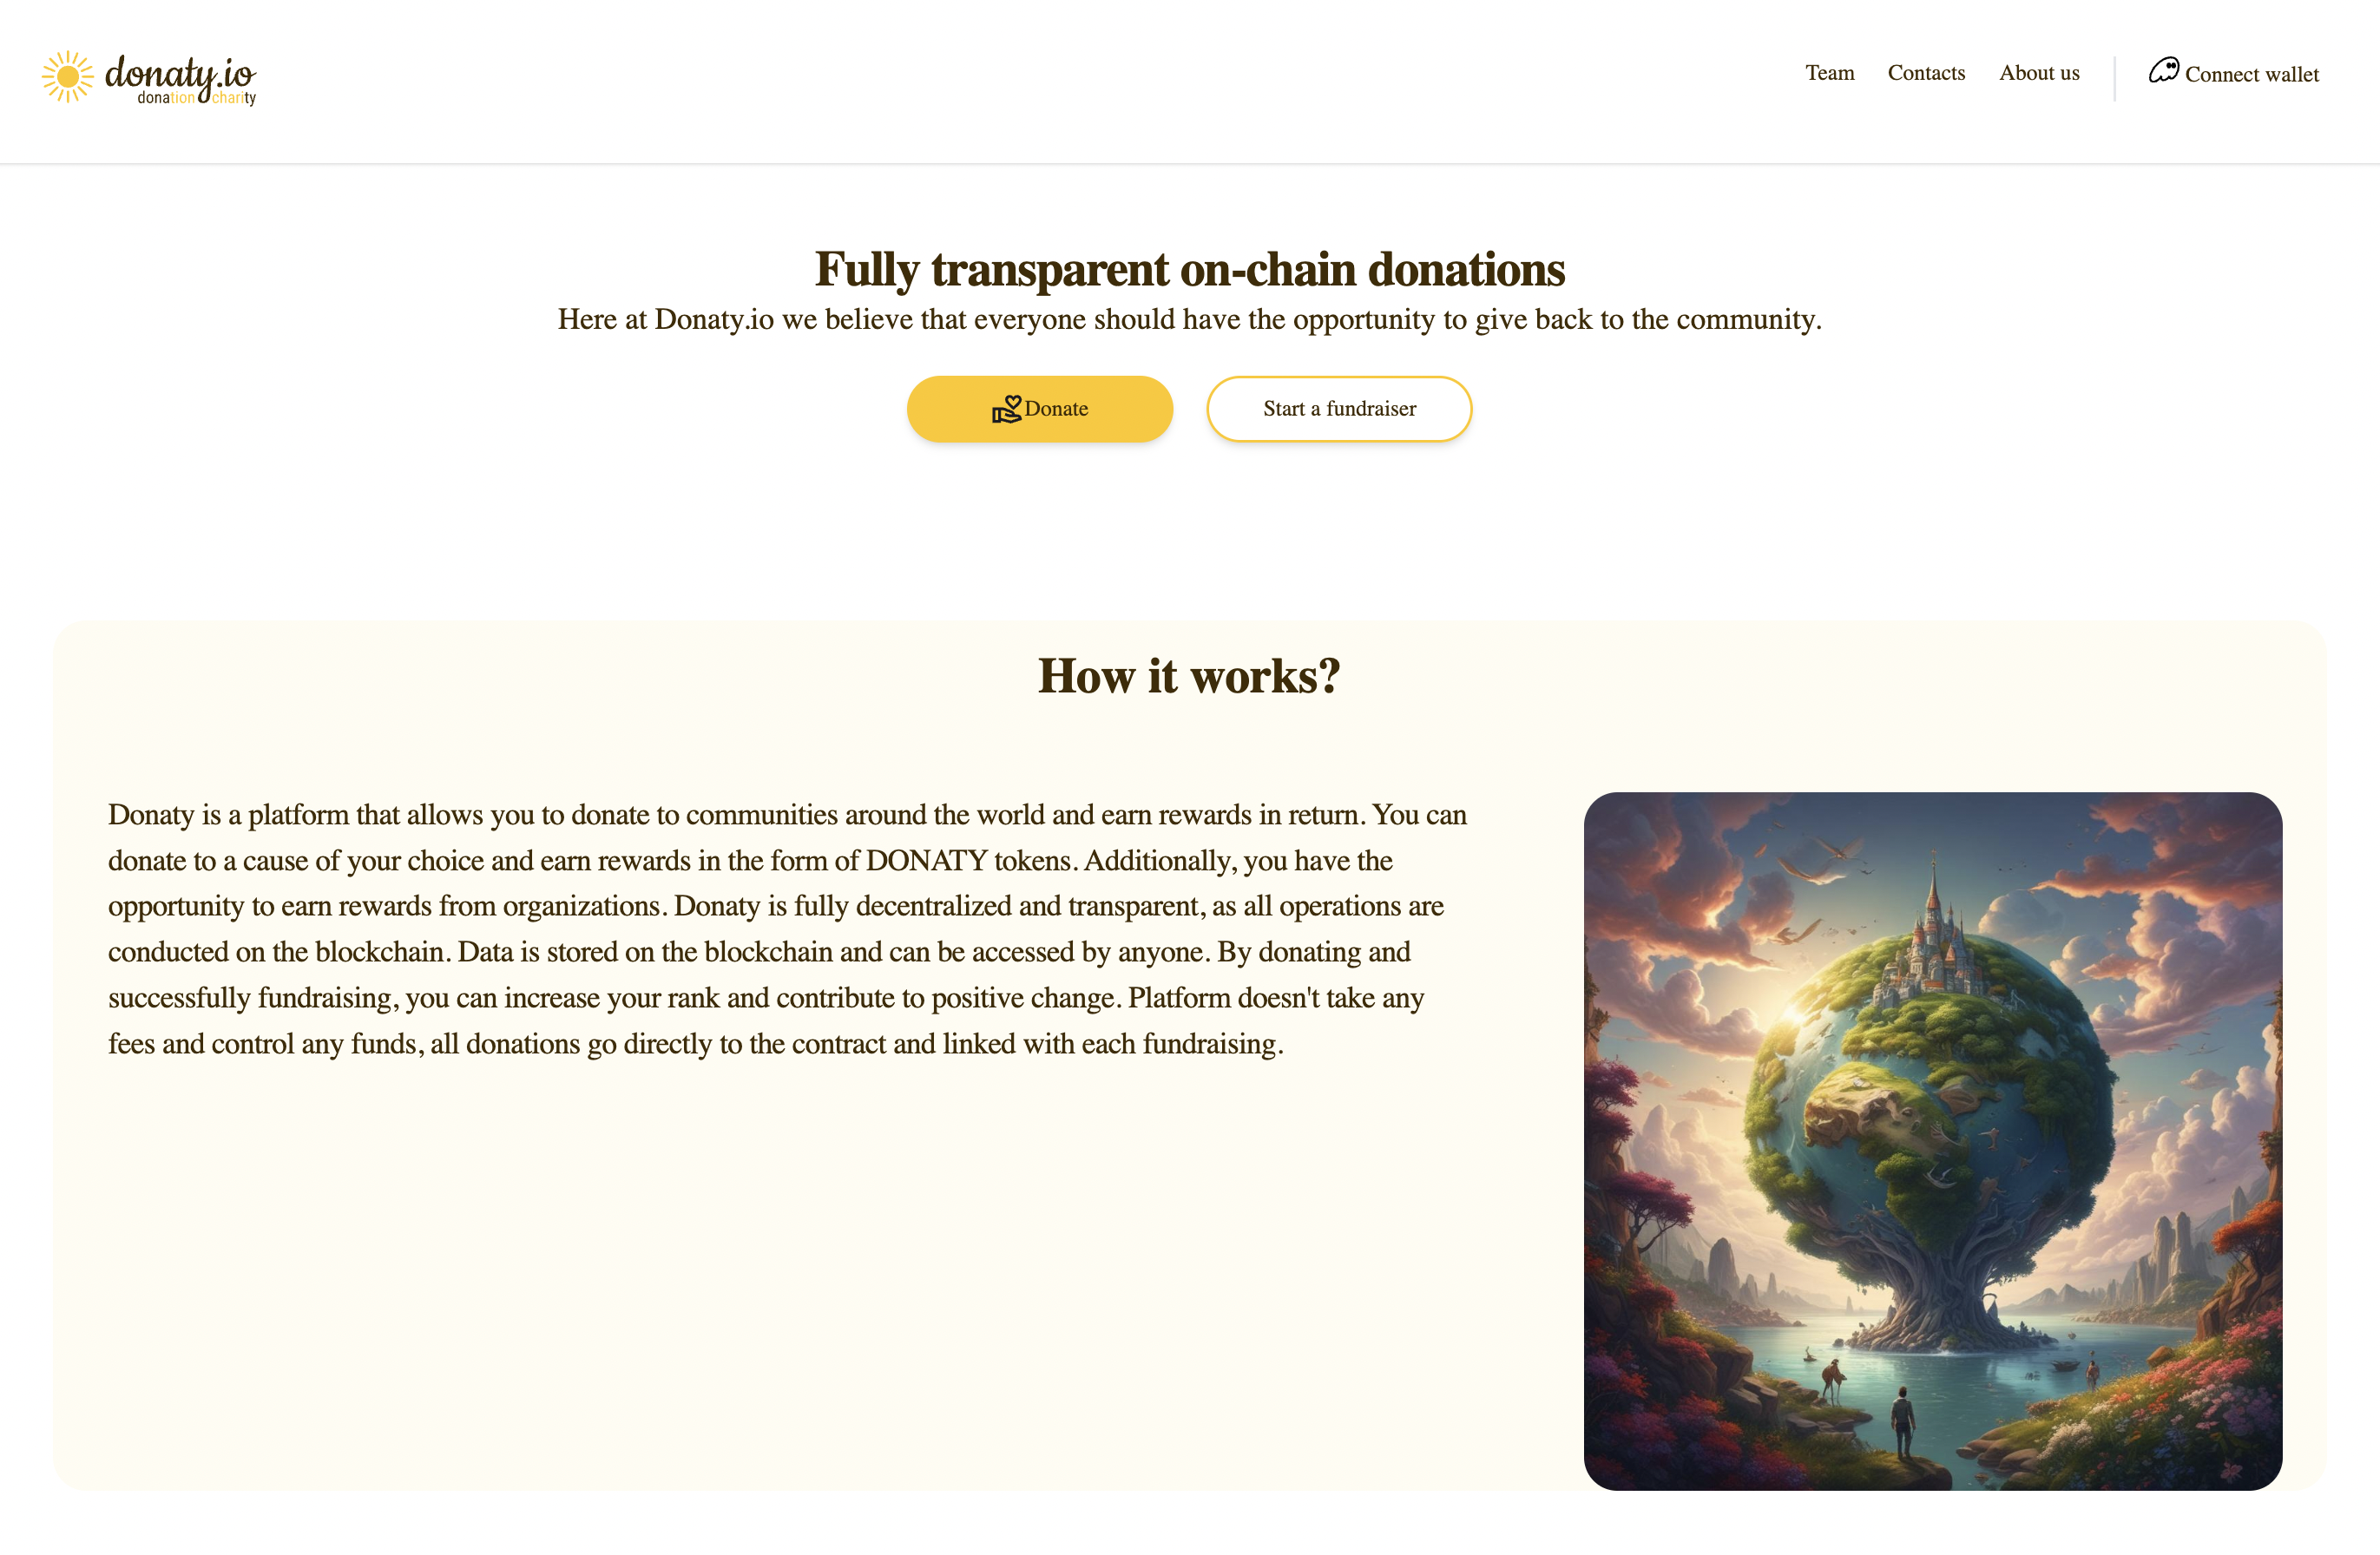 donaty.io
donation charity
Team
Contacts
About us
Connect wallet
Fully transparent on-chain donations
Here at Donaty.io we believe that everyone should have the opportunity to give back to the community.
Donate
Start a fundraiser
How it works?
Donaty is a platform that allows you to donate to communities around the world and earn rewards in return. You can
donate to a cause of your choice and earn rewards in the form of DONATY tokens. Additionally, you have the
opportunity to earn rewards from organizations. Donaty is fully decentralized and transparent, as all operations are
conducted on the blockchain. Data is stored on the blockchain and can be accessed by anyone. By donating and
successfully fundraising, you can increase your rank and contribute to positive change. Platform doesn't take any
fees and control any funds, all donations go directly to the contract and linked with each fundraising.